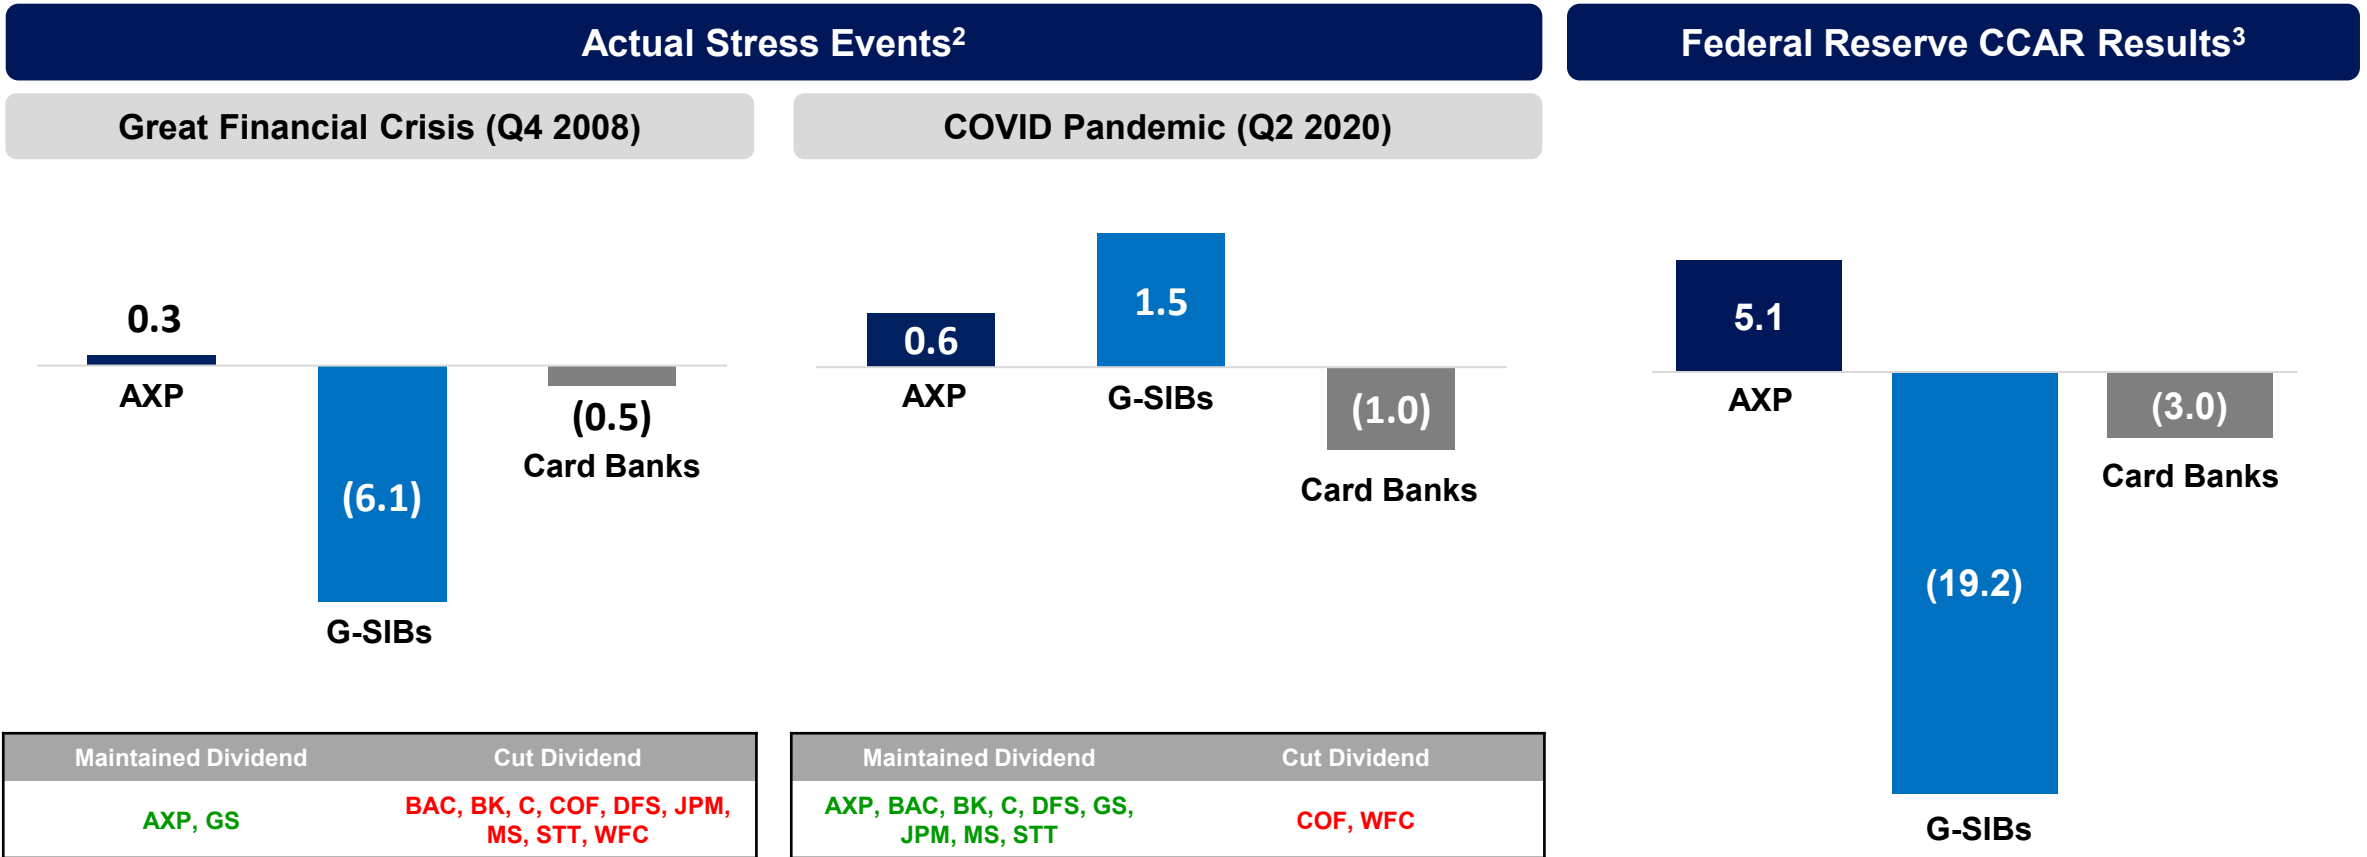 Actual Stress Events2
Great Financial Crisis (Q4 2008)
0.3
AXP
(6.1)
G-SIBs
(0.5)
Card Banks
Maintained Dividend
Cut Dividend
AXP, GS
BAC, BK, C, COF, DFS, JPM,
MS, STT, WFC
COVID Pandemic (Q2 2020)
0.6
AXP
1.5
G-SIBs
(1.0)
Card Banks
Maintained Dividend
Cut Dividend
AXP, BAC, BK, C, DFS, GS,
JPM, MS, STT
COF, WFC
Federal Reserve CCAR Results3
5.1
AXP
(19.2)
G-SIBs
(3.0)
Card Banks